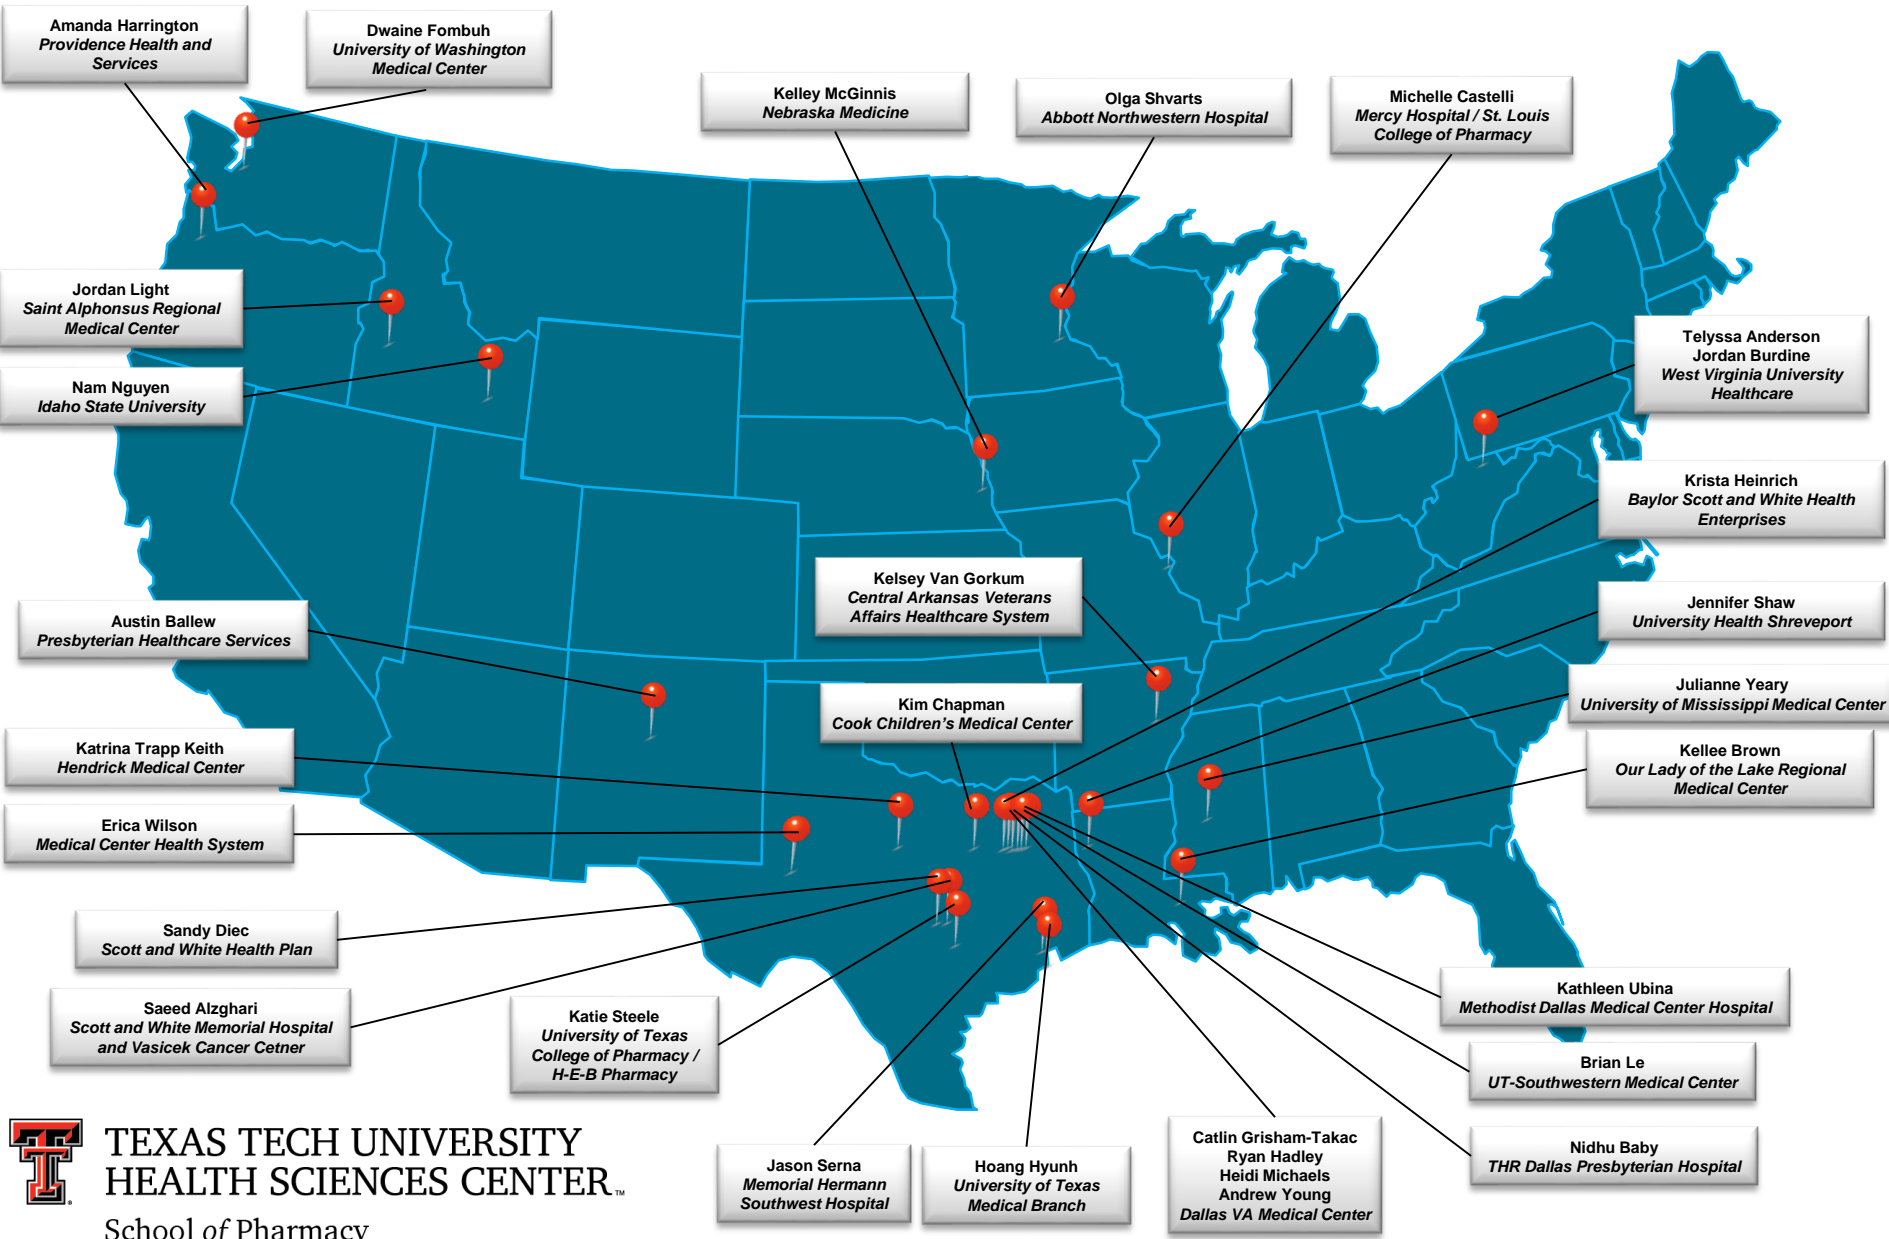 Amanda Harrington
Providence Health and
Services
Dwaine Fombuh
University of Washington
Medical Center
Kelley McGinnis
Nebraska Medicine
Olga Shvarts
Abbott Northwestern Hospital
Michelle Castelli
Mercy Hospital / St. Louis
College of Pharmacy
Jordan Light
Saint Alphonsus Regional
Medical Center
Nam Nguyen
Idaho State University
Telyssa Anderson
Jordan Burdine
West Virginia University
Healthcare
Krista Heinrich
Baylor Scott and White Health
Enterprises
Kelsey Van Gorkum
Central Arkansas Veterans
Affairs Healthcare System
Jennifer Shaw
University Health Shreveport
Austin Ballew
Presbyterian Healthcare Services
Julianne Yeary
University of Mississippi Medical Center
Kim Chapman
Cook Children's Medical Center
Katrina Trapp Keith
Hendrick Medical Center
Kellee Brown
Our Lady of the Lake Regional
Medical Center
Erica Wilson
Medical Center Health System
Sandy Diec
Scott and White Health Plan
Saeed Alzghari
Scott and White Memorial Hospital
and Vasicek Cancer Cetner
Katie Steele
University of Texas
College of Pharmacy /
H-E-B Pharmacy
Kathleen Ubina
Methodist Dallas Medical Center Hospital
Brian Le
UT-Southwestern Medical Center
Nidhu Baby
THR Dallas Presbyterian Hospital
Catlin Grisham-Takac
Ryan Hadley
Heidi Michaels
Andrew Young
Dallas VA Medical Center
Hoang Hyunh
University of Texas
Medical Branch
Jason Serna
Memorial Hermann
Southwest Hospital
TEXAS TECH UNIVERSITY
HEALTH SCIENCES CENTER™
School of Pharmacy